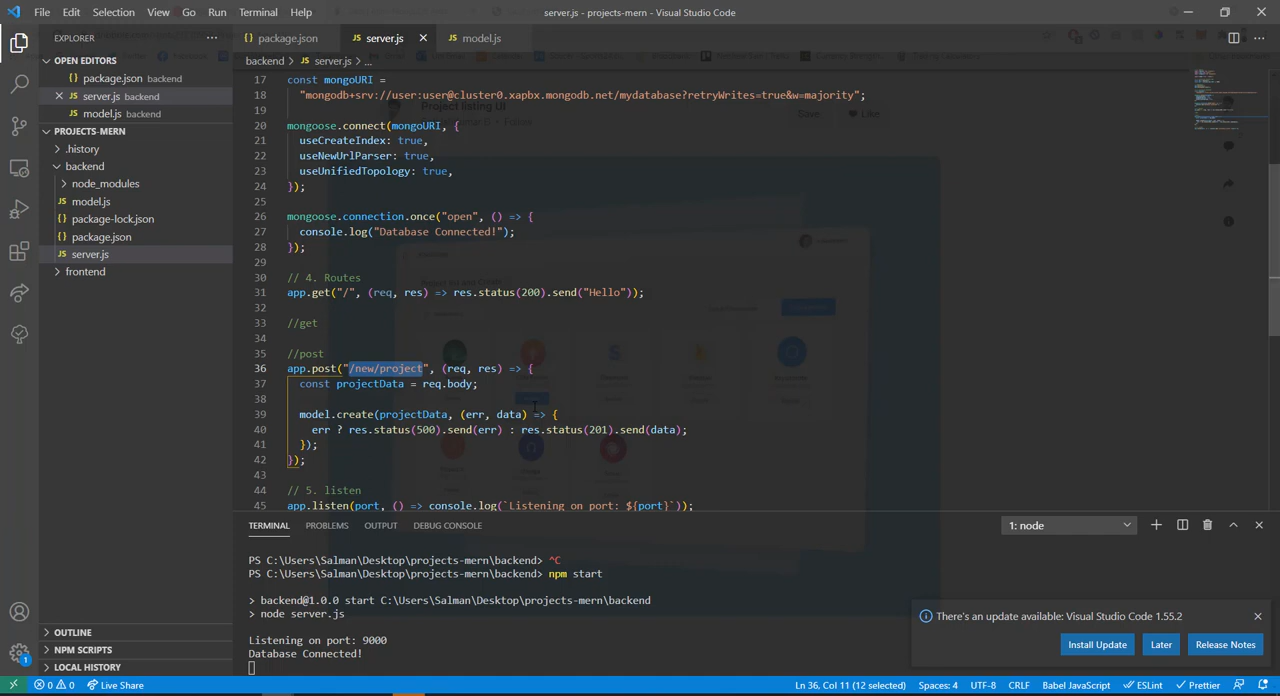 File Edit Selection View Go Run Terminal Help
server.js - projects-mern - Visual Studio Code
EXPLORER
package.json
server.js
model.js
OPEN EDITORS
backend > server.js > ...
package.json backend
server.js backend
model.js backend
PROJECTS-MERN
.history
backend
node_modules
model.js
package-lock.json
package.json
server.js
frontend
17 const mongoURI =
18 "mongodb+srv://user:user@cluster0.xapbx.mongodb.net/mydatabase?retryWrites=true&w=majority";
19
20 mongoose.connect(mongoURI, {
21 useCreateIndex: true,
22 useNewUrlParser: true,
23 useUnifiedTopology: true,
24 });
25
26 mongoose.connection.once("open", () => {
27 console.log("Database Connected!");
28 });
29
30 // 4. Routes
31 app.get("/", (req, res) => res.status(200).send("Hello"));
32
33 //get
34
35 //post
36 app.post("/new/project", (req, res) => {
37 const projectData = req.body;
38
39 model.create(projectData, (err, data) => {
40 err ? res.status(500).send(err) : res.status(201).send(data);
41 });
42 });
43
44 // 5. listen
45 app.listen(port, () => console.log(`Listening on port: ${port}`));
Project listing UI
Save
Like
TERMINAL PROBLEMS OUTPUT DEBUG CONSOLE
1: node
PS C:\Users\Salman\Desktop\projects-mern\backend> ^C
PS C:\Users\Salman\Desktop\projects-mern\backend> npm start
> backend@1.0.0 start C:\Users\Salman\Desktop\projects-mern\backend
> node server.js
Listening on port: 9000
Database Connected!
There's an update available: Visual Studio Code 1.55.2
Install Update Later Release Notes
OUTLINE
NPM SCRIPTS
LOCAL HISTORY
1
0 0 Live Share
Ln 36, Col 11 (12 selected) Spaces: 4 UTF-8 CRLF Babel JavaScript ESLint Prettier